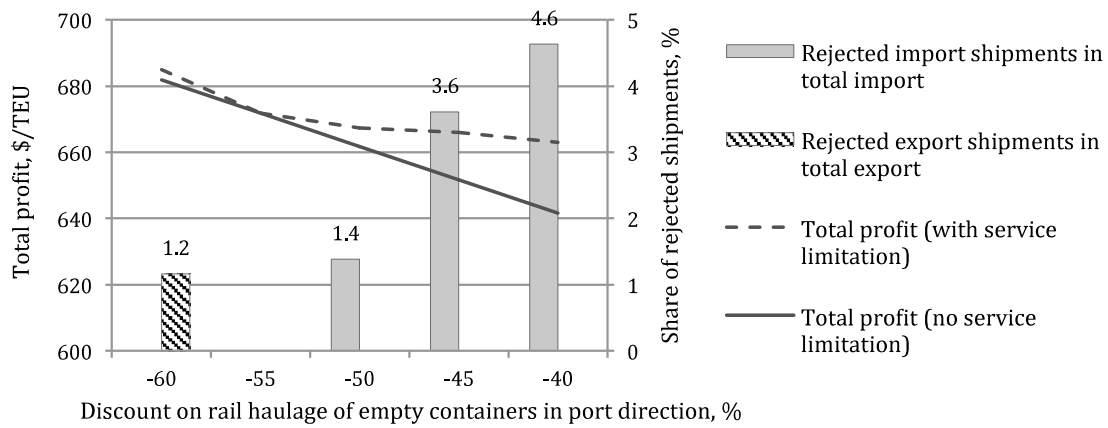 Total profit, $/TEU
700
680
660
640
620
600
1.2
1.4
3.6
4.6
5
4
3
2
1
0
Share of rejected shipments, %
-60
-55
-50
-45
-40
Discount on rail haulage of empty containers in port direction, %
Rejected import shipments in
total import
Rejected export shipments in
total export
Total profit (with service
limitation)
Total profit (no service
limitation)